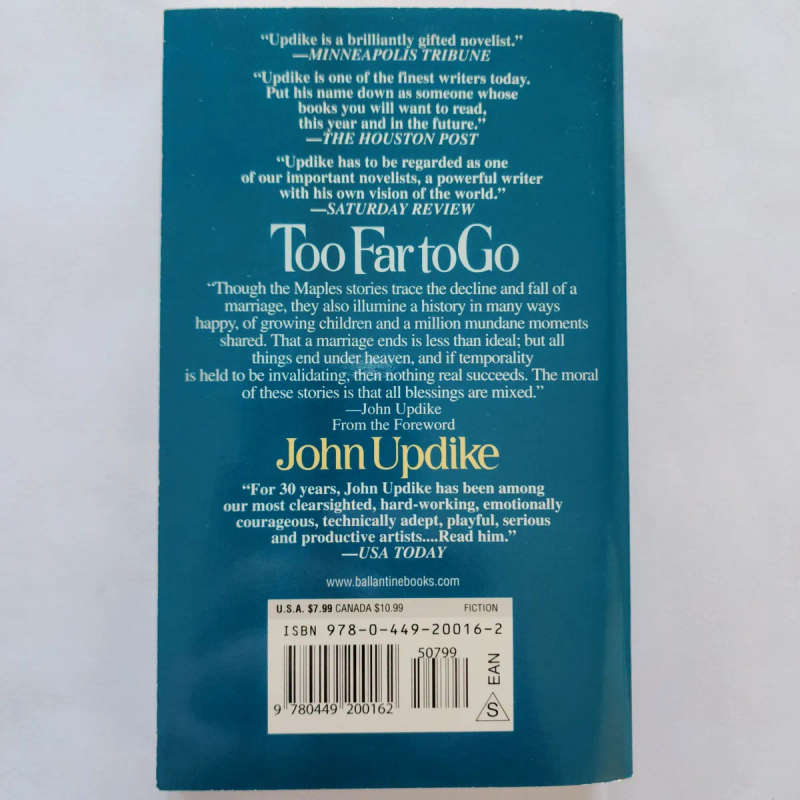 “Updike is a brilliantly gifted novelist.”
—MINNEAPOLIS TRIBUNE
“Updike is one of the finest writers today.
Put his name down as someone whose
books you will want to read,
this year and in the future.”
—THE HOUSTON POST
“Updike has to be regarded as one
of our important novelists, a powerful writer
with his own vision of the world.”
—SATURDAY REVIEW
Too Far to Go
“Though the Maples stories trace the decline and fall of a
marriage, they also illumine a history in many ways
happy, of growing children and a million mundane moments
shared. That a marriage ends is less than ideal; but all
things end under heaven, and if temporality
is held to be invalidating, then nothing real succeeds. The moral
of these stories is that all blessings are mixed.”
—John Updike
From the Foreword
John Updike
“For 30 years, John Updike has been among
our most clearsighted, hard-working, emotionally
courageous, technically adept, playful, serious
and productive artists....Read him.”
—USA TODAY
www.ballantinebooks.com
U.S.A. $7.99 CANADA $10.99 FICTION
ISBN 978-0-449-20016-2
50799
9 780449 200162
S EAN